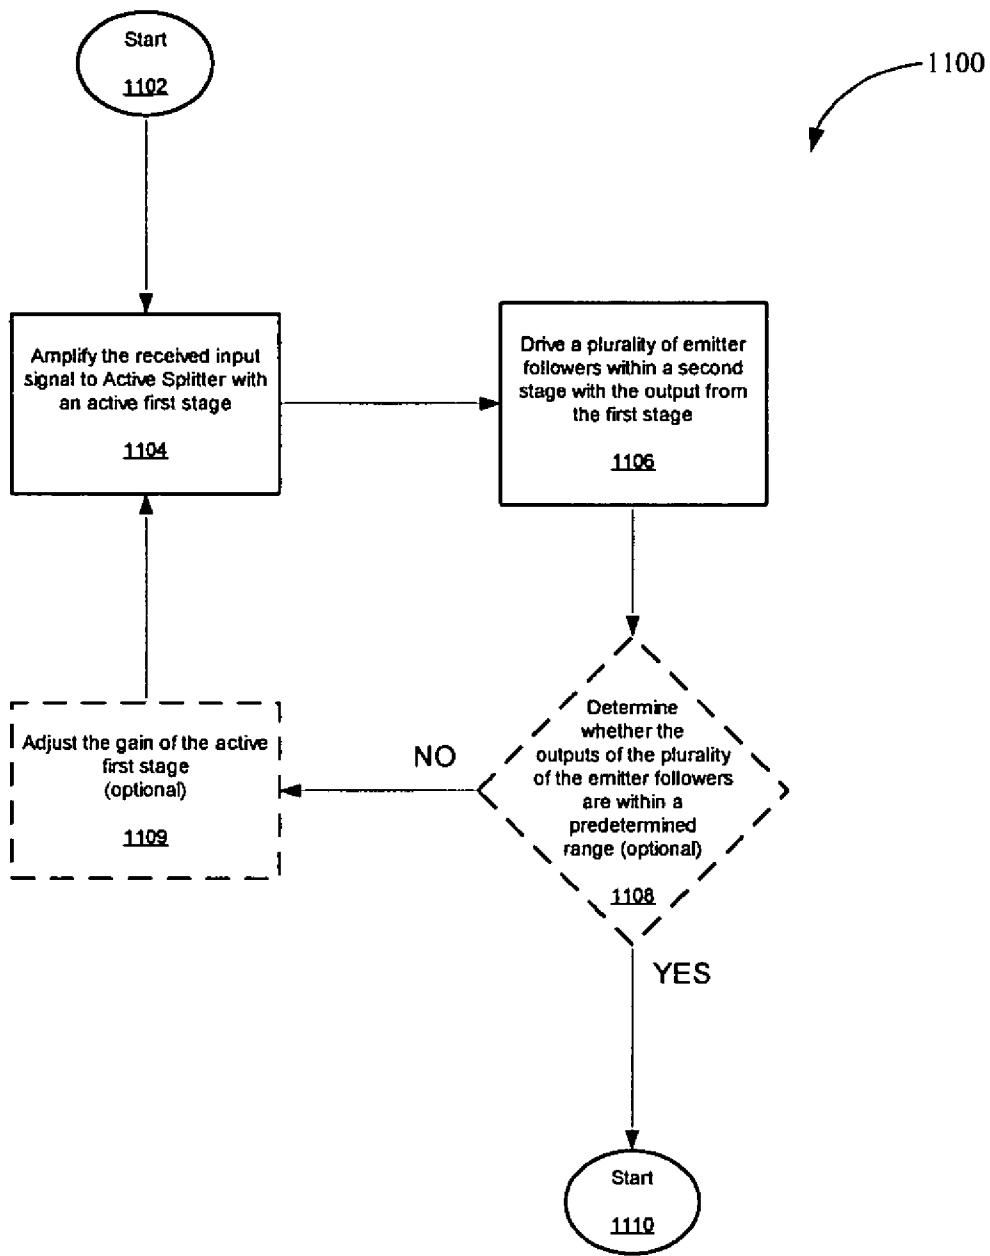 Start
1102
1100
Amplify the received input
signal to Active Splitter with
an active first stage
1104
Drive a plurality of emitter
followers within a second
stage with the output from
the first stage
1106
Determine
whether the
outputs of the plurality
of the emitter followers
are within a
predetermined
range (optional)
1108
NO
Adjust the gain of the active
first stage
(optional)
1109
YES
Start
1110